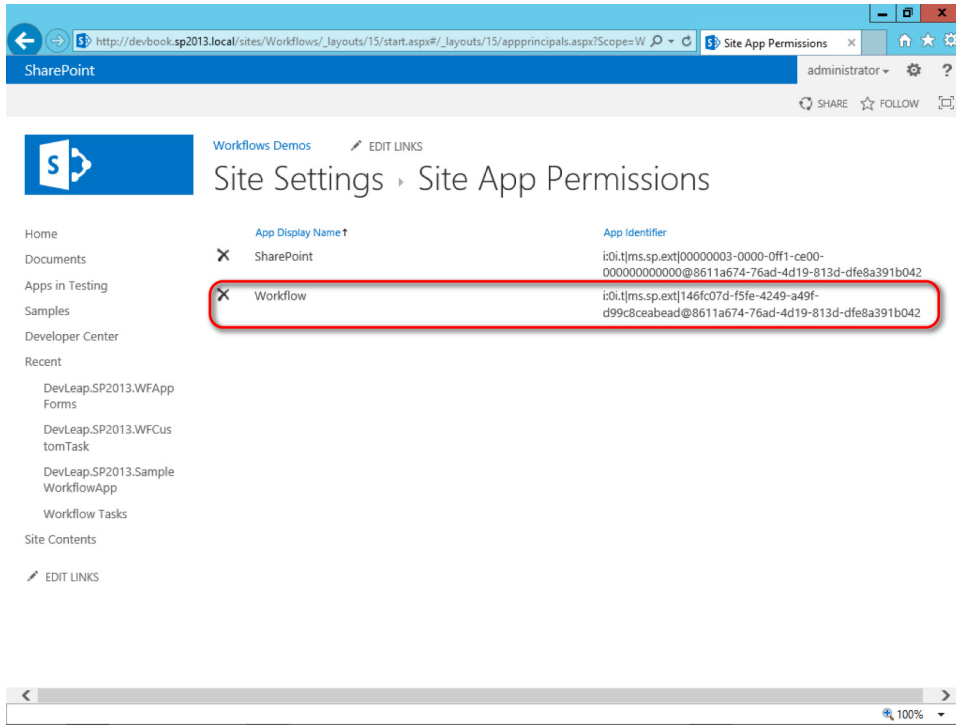 http://devbook.sp2013.local/sites/Workflows/_layouts/15/start.aspx#/_layouts/15/appprincipals.aspx?Scope=W
Site App Permissions
SharePoint
administrator
?
SHARE
FOLLOW
S
Workflows Demos
EDIT LINKS
Site Settings › Site App Permissions
Home
Documents
Apps in Testing
Samples
Developer Center
Recent
DevLeap.SP2013.WFApp
Forms
DevLeap.SP2013.WFCus
tomTask
DevLeap.SP2013.Sample
WorkflowApp
Workflow Tasks
Site Contents
EDIT LINKS
App Display Name↑
App Identifier
SharePoint
i:0i.t|ms.sp.ext|00000003-0000-0ff1-ce00-
000000000000@8611a674-76ad-4d19-813d-dfe8a391b042
Workflow
i:0i.t|ms.sp.ext|146fc07d-f5fe-4249-a49f-
d99c8ceabead@8611a674-76ad-4d19-813d-dfe8a391b042
100%